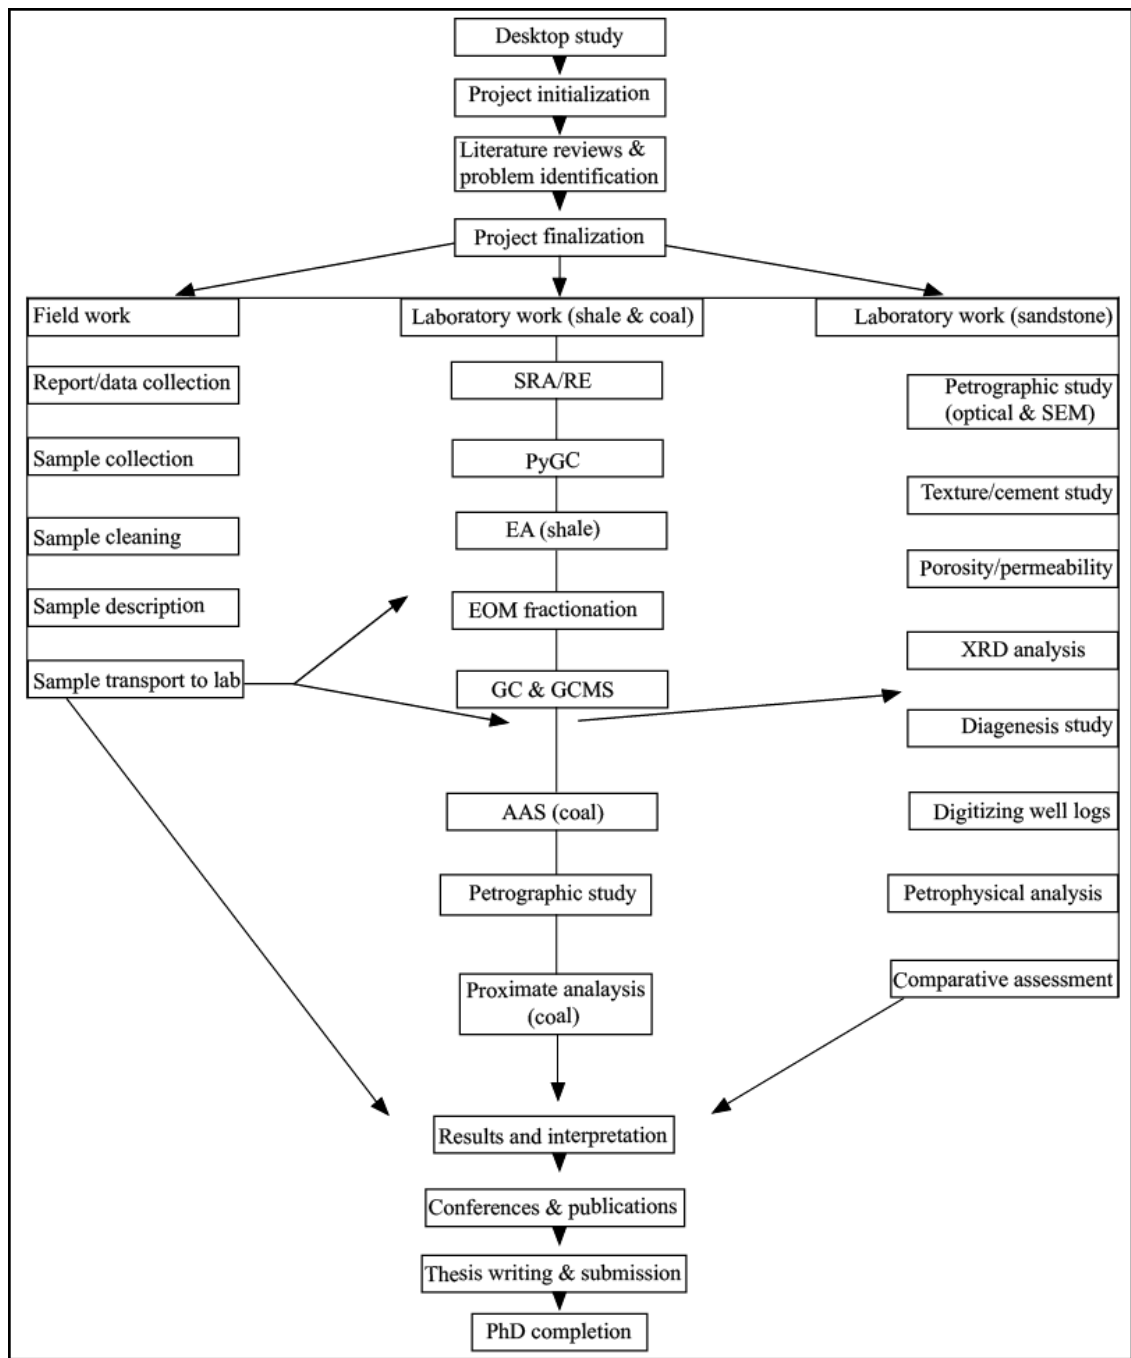 Desktop study
Project initialization
Literature reviews &
problem identification
Project finalization
Field work
Report/data collection
Sample collection
Sample cleaning
Sample description
Sample transport to lab
Laboratory work (shale & coal)
SRA/RE
PyGC
EA (shale)
EOM fractionation
GC & GCMS
AAS (coal)
Petrographic study
Proximate analaysis
(coal)
Laboratory work (sandstone)
Petrographic study
(optical & SEM)
Texture/cement study
Porosity/permeability
XRD analysis
Diagenesis study
Digitizing well logs
Petrophysical analysis
Comparative assessment
Results and interpretation
Conferences & publications
Thesis writing & submission
PhD completion